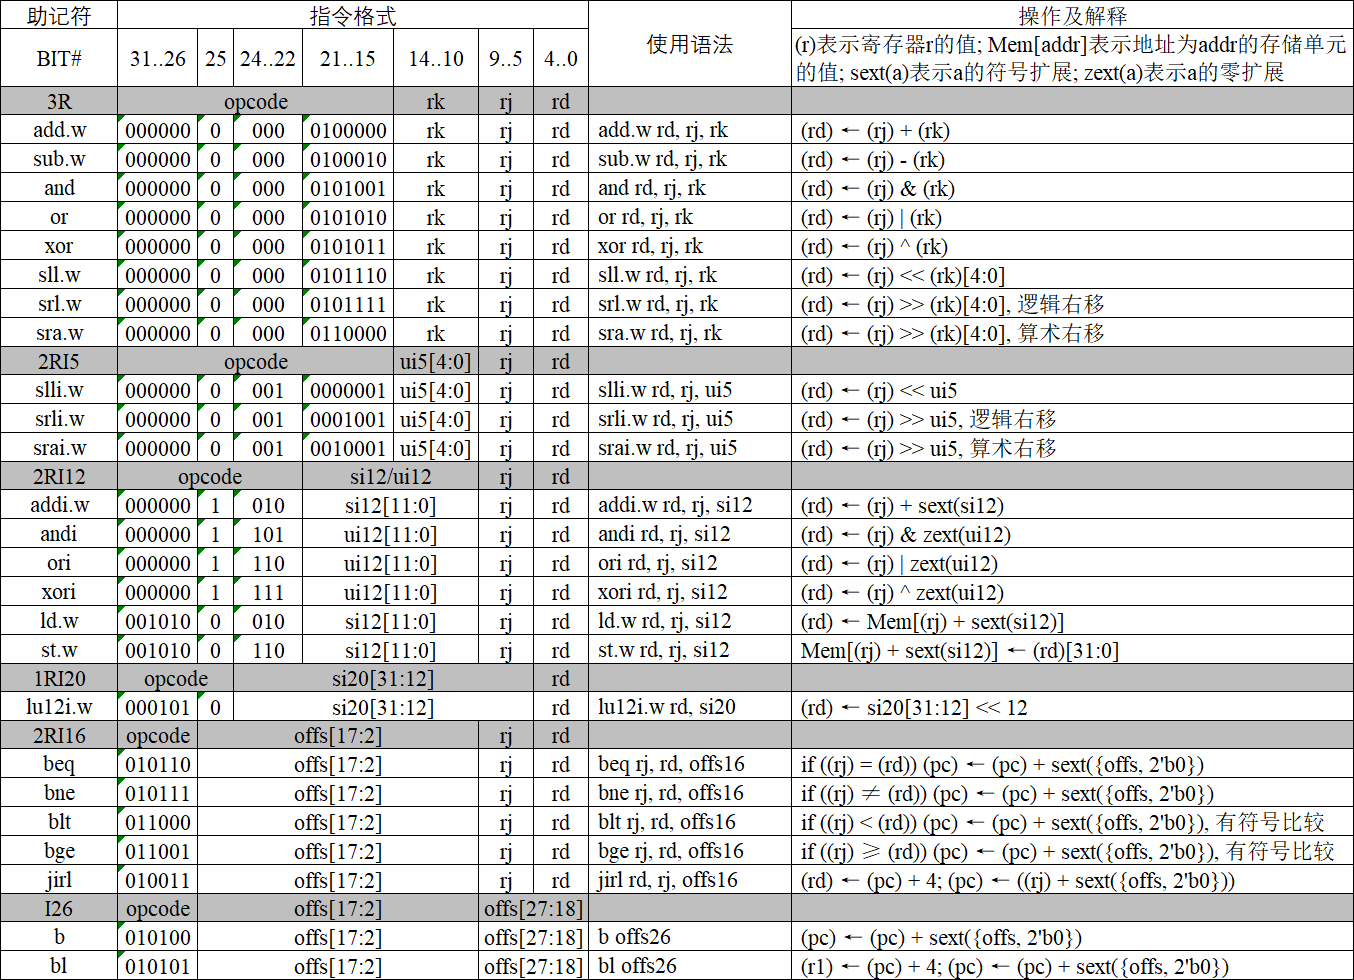 助记符 指令格式 使用语法 操作及解释
BIT# 31..26 25 24..22 21..15 14..10 9..5 4..0 (r)表示寄存器r的值; Mem[addr]表示地址为addr的存储单元
的值; sext(a)表示a的符号扩展; zext(a)表示a的零扩展
3R opcode rk rj rd
add.w 000000 0 000 0100000 rk rj rd add.w rd, rj, rk (rd) ← (rj) + (rk)
sub.w 000000 0 000 0100010 rk rj rd sub.w rd, rj, rk (rd) ← (rj) - (rk)
and 000000 0 000 0101001 rk rj rd and rd, rj, rk (rd) ← (rj) & (rk)
or 000000 0 000 0101010 rk rj rd or rd, rj, rk (rd) ← (rj) | (rk)
xor 000000 0 000 0101011 rk rj rd xor rd, rj, rk (rd) ← (rj) ^ (rk)
sll.w 000000 0 000 0101110 rk rj rd sll.w rd, rj, rk (rd) ← (rj) << (rk)[4:0]
srl.w 000000 0 000 0101111 rk rj rd srl.w rd, rj, rk (rd) ← (rj) >> (rk)[4:0], 逻辑右移
sra.w 000000 0 000 0110000 rk rj rd sra.w rd, rj, rk (rd) ← (rj) >> (rk)[4:0], 算术右移
2RI5 opcode ui5[4:0] rj rd
slli.w 000000 0 001 0000001 ui5[4:0] rj rd slli.w rd, rj, ui5 (rd) ← (rj) << ui5
srli.w 000000 0 001 0001001 ui5[4:0] rj rd srli.w rd, rj, ui5 (rd) ← (rj) >> ui5, 逻辑右移
srai.w 000000 0 001 0010001 ui5[4:0] rj rd srai.w rd, rj, ui5 (rd) ← (rj) >> ui5, 算术右移
2RI12 opcode si12/ui12 rj rd
addi.w 000000 1 010 si12[11:0] rj rd addi.w rd, rj, si12 (rd) ← (rj) + sext(si12)
andi 000000 1 101 ui12[11:0] rj rd andi rd, rj, si12 (rd) ← (rj) & zext(ui12)
ori 000000 1 110 ui12[11:0] rj rd ori rd, rj, si12 (rd) ← (rj) | zext(ui12)
xori 000000 1 111 ui12[11:0] rj rd xori rd, rj, si12 (rd) ← (rj) ^ zext(ui12)
ld.w 001010 0 010 si12[11:0] rj rd ld.w rd, rj, si12 (rd) ← Mem[(rj) + sext(si12)]
st.w 001010 0 110 si12[11:0] rj rd st.w rd, rj, si12 Mem[(rj) + sext(si12)] ← (rd)[31:0]
1RI20 opcode si20[31:12] rd
lu12i.w 000101 0 si20[31:12] rd lu12i.w rd, si20 (rd) ← si20[31:12] << 12
2RI16 opcode offs[17:2] rj rd
beq 010110 offs[17:2] rj rd beq rj, rd, offs16 if ((rj) = (rd)) (pc) ← (pc) + sext({offs, 2'b0})
bne 010111 offs[17:2] rj rd bne rj, rd, offs16 if ((rj) ≠ (rd)) (pc) ← (pc) + sext({offs, 2'b0})
blt 011000 offs[17:2] rj rd blt rj, rd, offs16 if ((rj) < (rd)) (pc) ← (pc) + sext({offs, 2'b0}), 有符号比较
bge 011001 offs[17:2] rj rd bge rj, rd, offs16 if ((rj) ≥ (rd)) (pc) ← (pc) + sext({offs, 2'b0}), 有符号比较
jirl 010011 offs[17:2] rj rd jirl rd, rj, offs16 (rd) ← (pc) + 4; (pc) ← ((rj) + sext({offs, 2'b0}))
I26 opcode offs[17:2] offs[27:18]
b 010100 offs[17:2] offs[27:18] b offs26 (pc) ← (pc) + sext({offs, 2'b0})
bl 010101 offs[17:2] offs[27:18] bl offs26 (r1) ← (pc) + 4; (pc) ← (pc) + sext({offs, 2'b0})